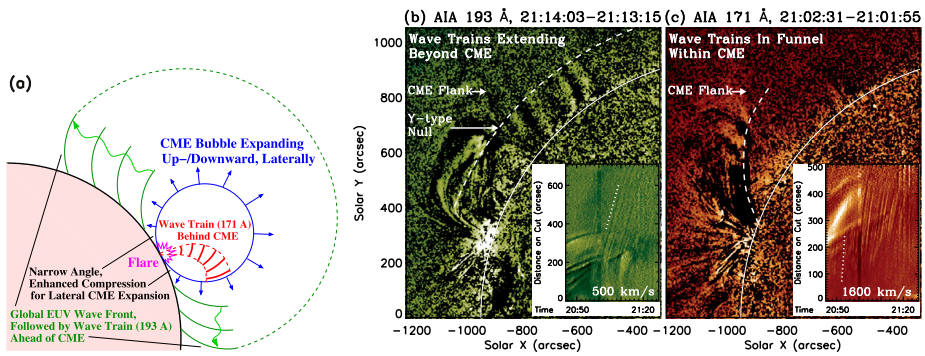 (a)
CME Bubble Expanding
Up-/Downward, Laterally
Wave Train (171 A)
Behind CME
Flare
Narrow Angle,
Enhanced Compression
for Lateral CME Expansion
Global EUV Wave Front,
Followed by Wave Train (193 A)
Ahead of CME
(b) AIA 193 Å, 21:14:03-21:13:15
Wave Trains Extending
Beyond CME
CME Flank
Y-type
Null
Solar Y (arcsec)
1000
800
600
400
200
0
-1200 -1000 -800 -600 -400
Solar X (arcsec)
Distance on Cut (arcsec)
600
400
200
0
500 km/s
Time 20:50 21:20
(c) AIA 171 Å, 21:02:31-21:01:55
Wave Trains In Funnel
Within CME
CME Flank
-1200 -1000 -800 -600 -400
Solar X (arcsec)
Distance on Cut (arcsec)
500
400
300
200
100
0
1600 km/s
Time 20:50 21:20